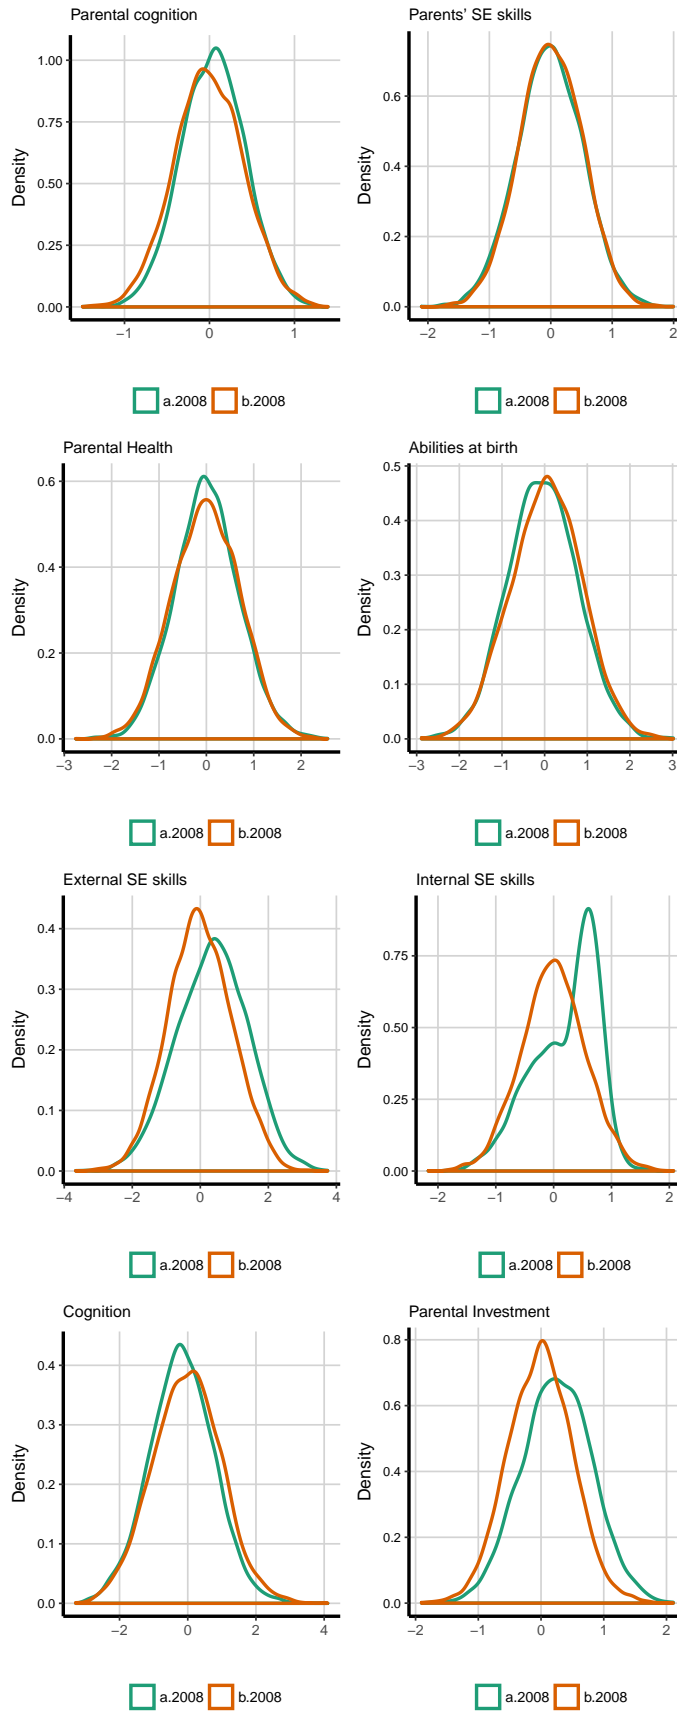 Parental cognition
Density
1.00
0.75
0.50
0.25
0.00
−1 0 1
a.2008 b.2008
Parents' SE skills
Density
0.6
0.4
0.2
0.0
−2 −1 0 1 2
a.2008 b.2008
Parental Health
Density
0.6
0.4
0.2
0.0
−3 −2 −1 0 1 2
a.2008 b.2008
Abilities at birth
Density
0.5
0.4
0.3
0.2
0.1
0.0
−3 −2 −1 0 1 2 3
a.2008 b.2008
External SE skills
Density
0.4
0.3
0.2
0.1
0.0
−4 −2 0 2 4
a.2008 b.2008
Internal SE skills
Density
0.75
0.50
0.25
0.00
−2 −1 0 1 2
a.2008 b.2008
Cognition
Density
0.4
0.3
0.2
0.1
0.0
−2 0 2 4
a.2008 b.2008
Parental Investment
Density
0.8
0.6
0.4
0.2
0.0
−2 −1 0 1 2
a.2008 b.2008